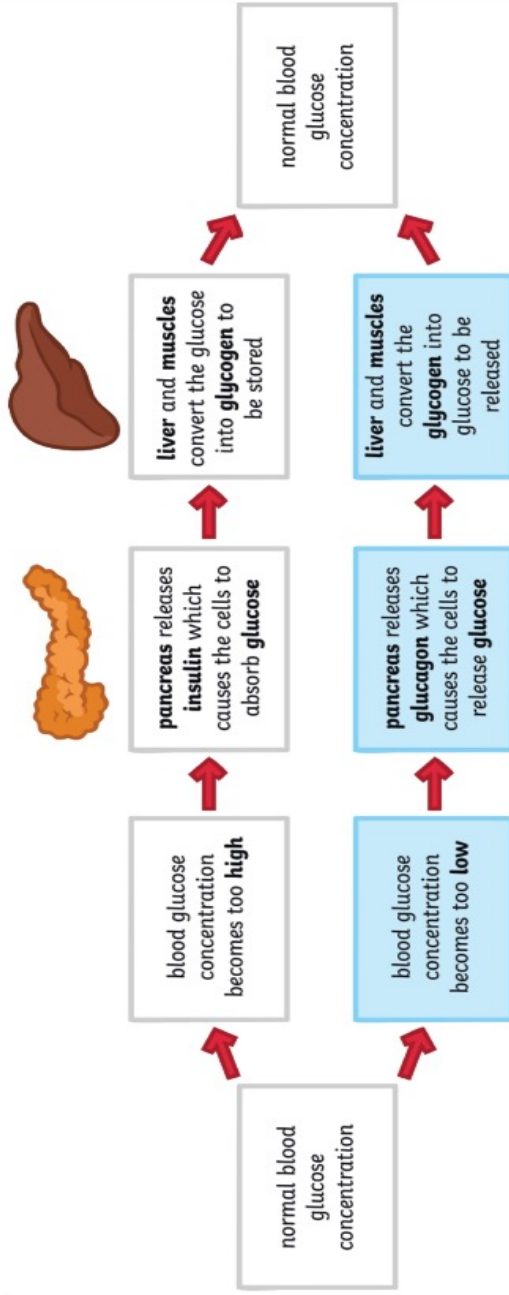 normal blood
glucose
concentration
blood glucose
concentration
becomes too high
pancreas releases
insulin which
causes the cells to
absorb glucose
liver and muscles
convert the glucose
into glycogen to
be stored
blood glucose
concentration
becomes too low
pancreas releases
glucagon which
causes the cells to
release glucose
liver and muscles
convert the
glycogen into
glucose to be
released
normal blood
glucose
concentration